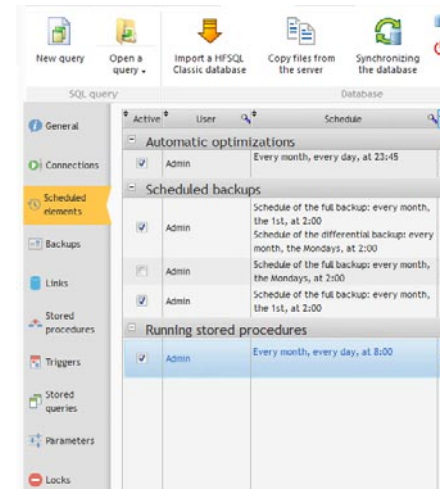 New query
Open a
query
Import a HFSQL
Classic database
Copy files from
the server
Synchronizing
the database
SQL query
Database
General
Connections
Scheduled
elements
Backups
Links
Stored
procedures
Triggers
Stored
queries
Parameters
Locks
Active User Schedule
Automatic optimizations
Admin Every month, every day, at 23:45
Scheduled backups
Admin Schedule of the full backup: every month,
the 1st, at 2:00
Schedule of the differential backup: every
month, the Mondays, at 2:00
Admin Schedule of the full backup: every month,
the Mondays, at 2:00
Admin Schedule of the full backup: every month,
the 1st, at 2:00
Running stored procedures
Admin Every month, every day, at 8:00